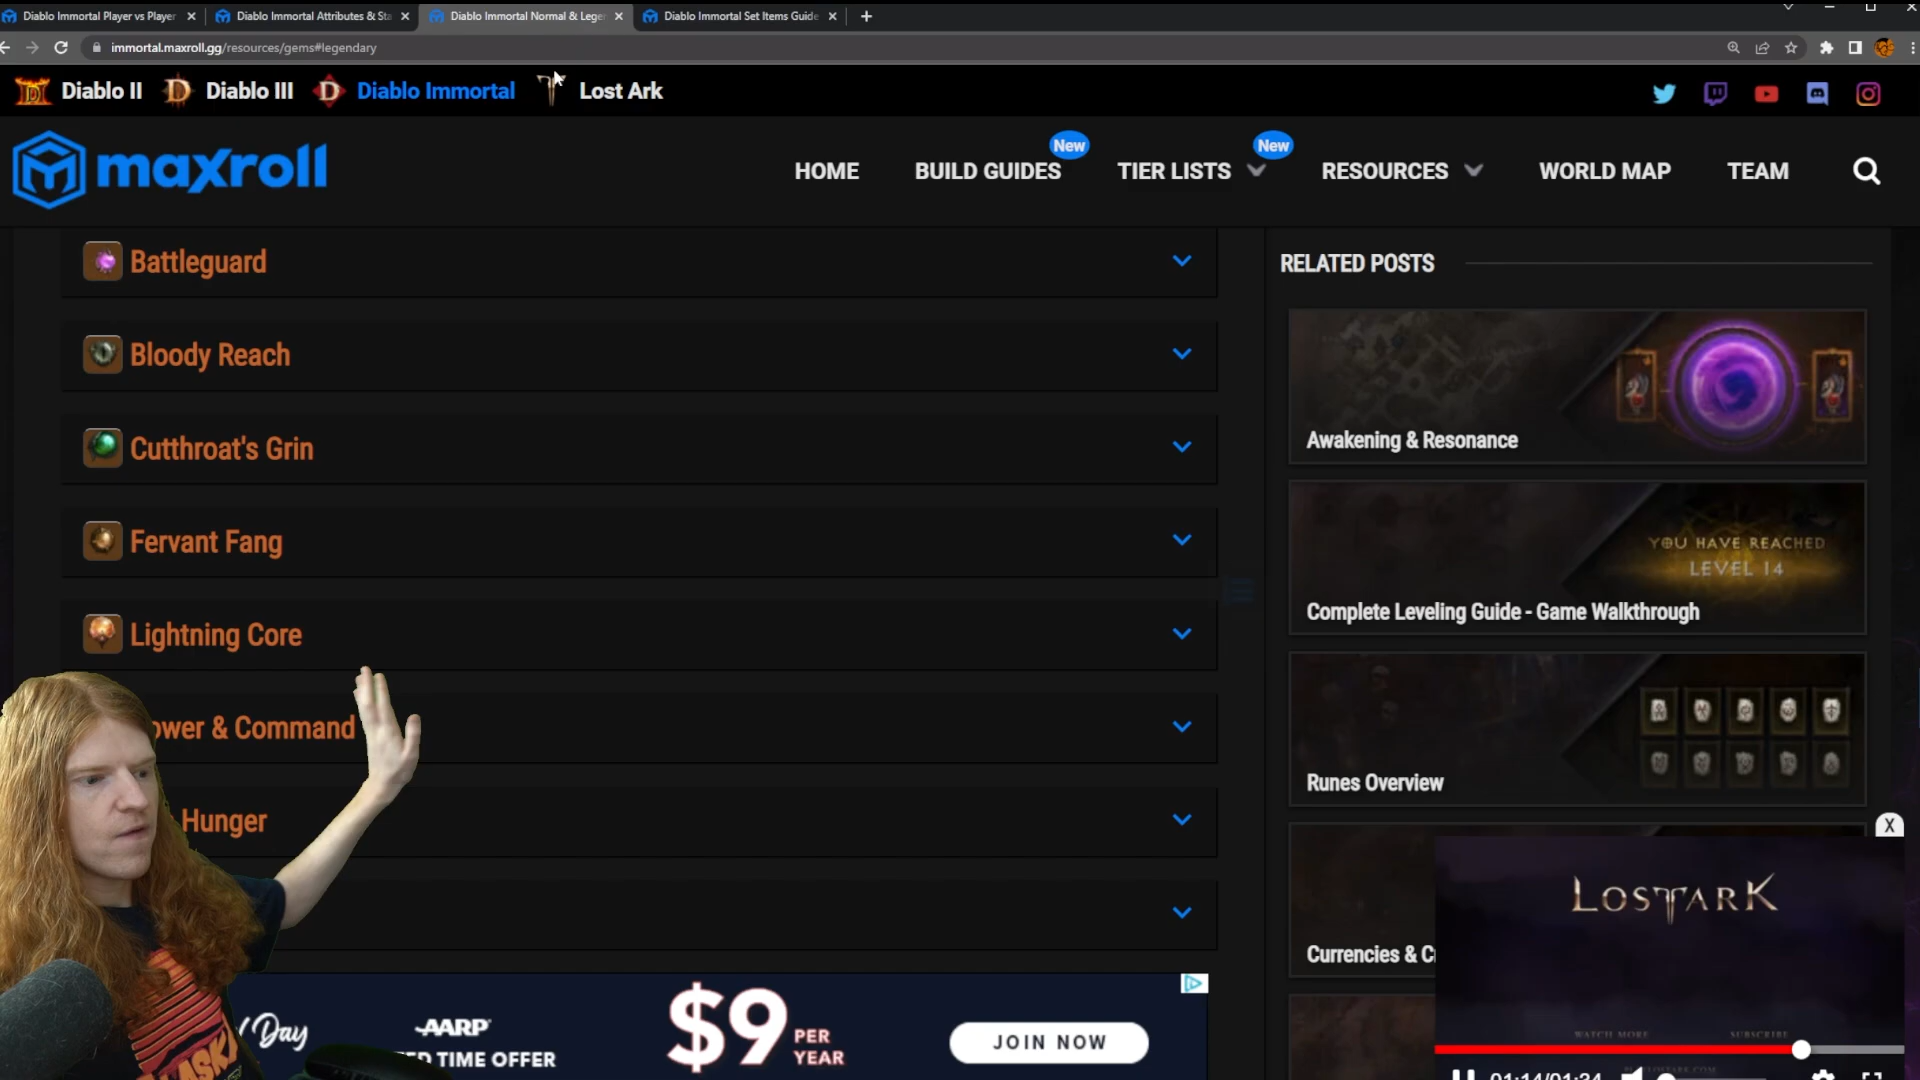 Diablo Immortal Player vs Player
Diablo Immortal Attributes & Sta
Diablo Immortal Normal & Lege
Diablo Immortal Set Items Guide
immortal.maxroll.gg/resources/gems#legendary
Diablo II
Diablo III
Diablo Immortal
Lost Ark
maxroll
HOME
BUILD GUIDES
New
TIER LISTS
New
RESOURCES
WORLD MAP
TEAM
Battleguard
Bloody Reach
Cutthroat's Grin
Fervant Fang
Lightning Core
ower & Command
Hunger
RELATED POSTS
Awakening & Resonance
YOU HAVE REACHED
LEVEL 14
Complete Leveling Guide - Game Walkthrough
Runes Overview
Currencies & C
X
LOST ARK
WATCH MORE
SUBSCRIBE
01:14/01:34
Day
AARP
ED TIME OFFER
$9 PER
YEAR
JOIN NOW